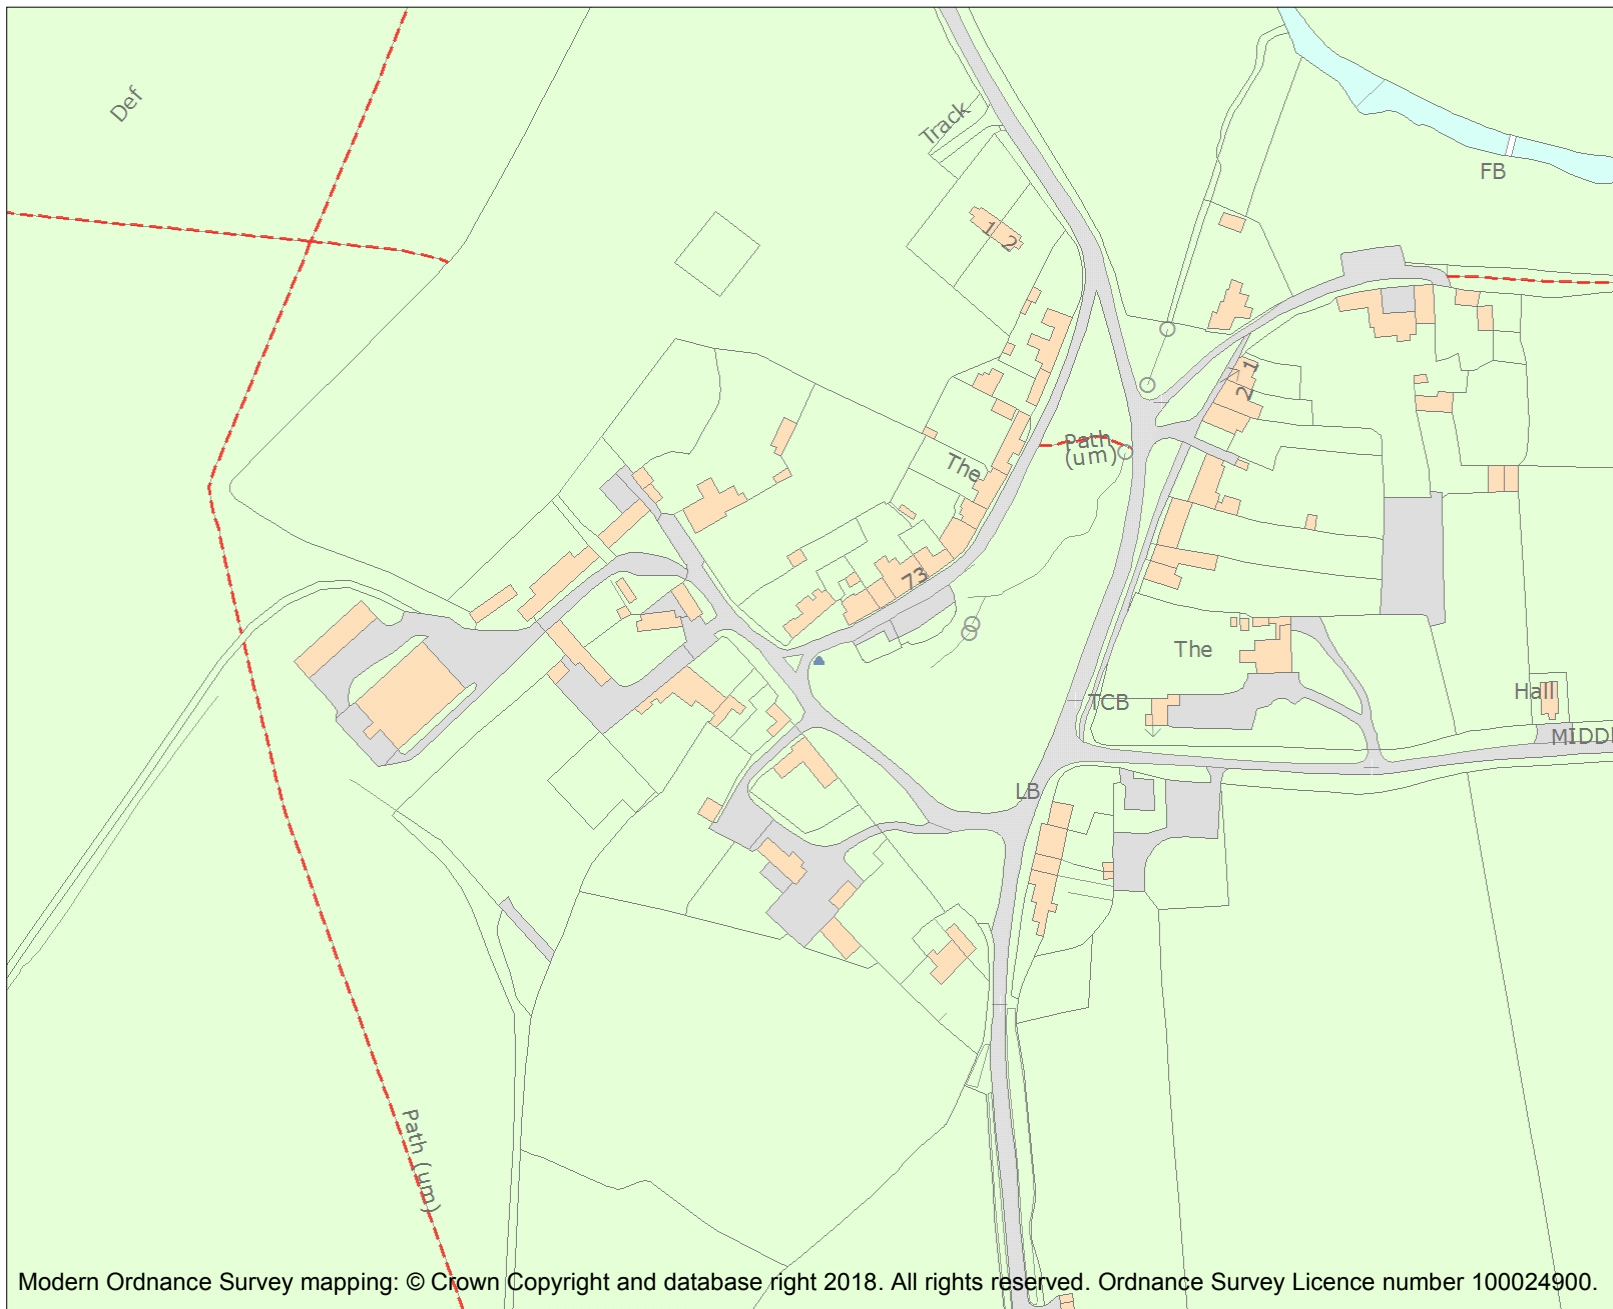 Def
Track
FB
1 2
1
2
Path
(um)
The
73
The
TCB
Hall
MIDDL
LB
Path (um)
Modern Ordnance Survey mapping: © Crown Copyright and database right 2018. All rights reserved. Ordnance Survey Licence number 100024900.